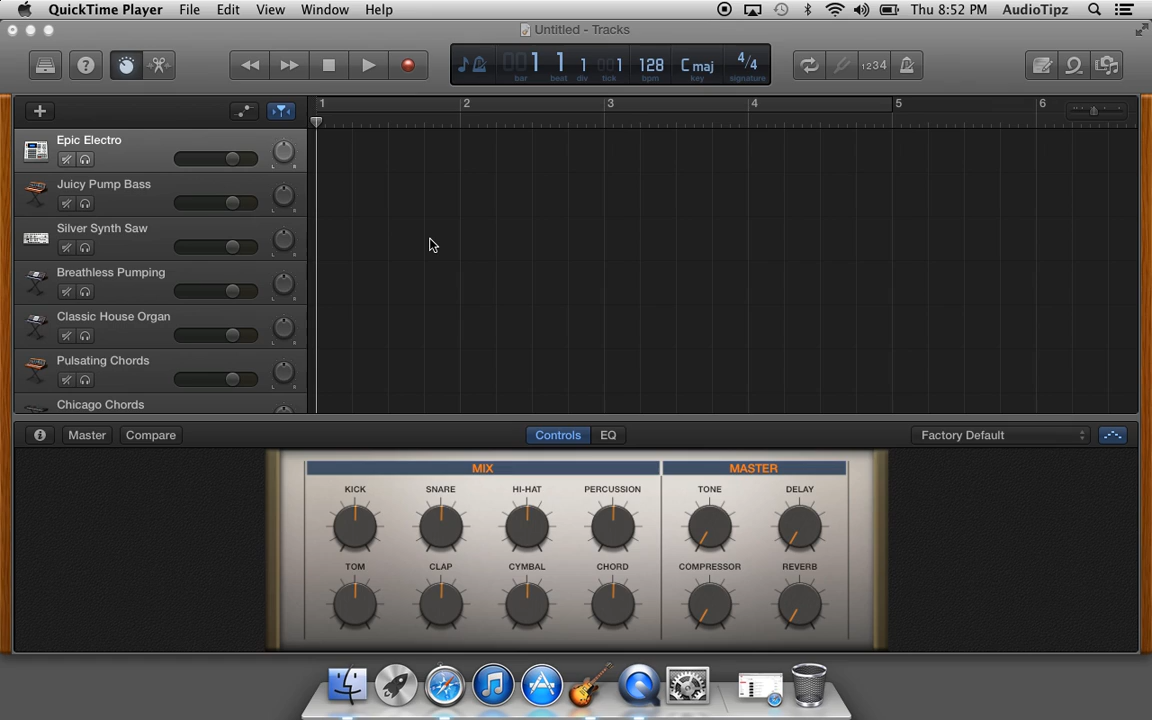 QuickTime Player File Edit View Window Help Thu 8:52 PM AudioTipz
Untitled - Tracks
1 1 1 1 128 C maj 4/4
bar beat div tick bpm key signature
1234
1 2 3 4 5 6
Epic Electro
L R
Juicy Pump Bass
L R
Silver Synth Saw
L R
Breathless Pumping
L R
Classic House Organ
L R
Pulsating Chords
L R
Chicago Chords
Master Compare Controls EQ Factory Default
MIX MASTER
KICK SNARE HI-HAT PERCUSSION TONE DELAY
TOM CLAP CYMBAL CHORD COMPRESSOR REVERB